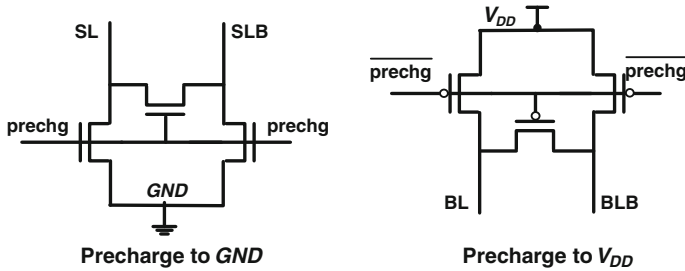 SL SLB
prechg prechg
GND
Precharge to GND
V_DD
prechg prechg
BL BLB
Precharge to V_DD